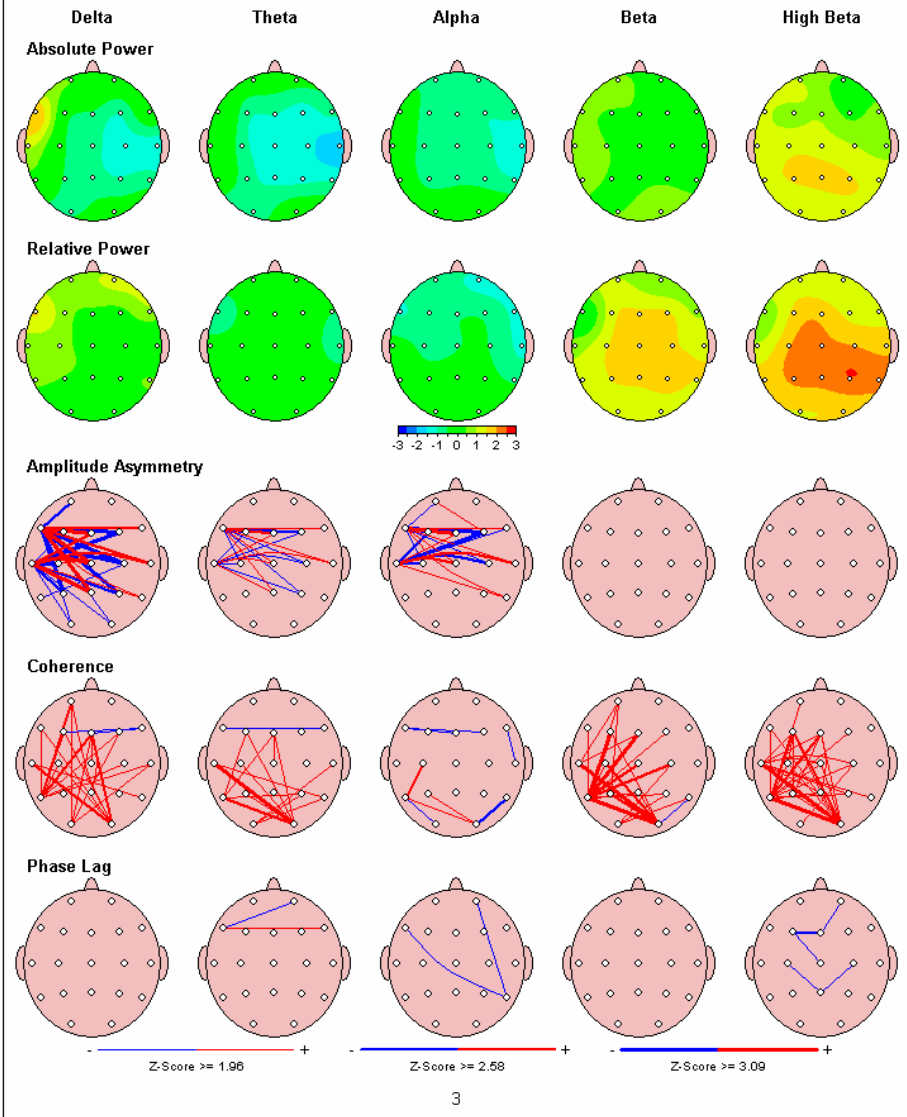 Delta Theta Alpha Beta High Beta
Absolute Power
Relative Power
-3 -2 -1 0 1 2 3
Amplitude Asymmetry
Coherence
Phase Lag
- + - + - +
Z-Score >= 1.96 Z-Score >= 2.58 Z-Score >= 3.09
3